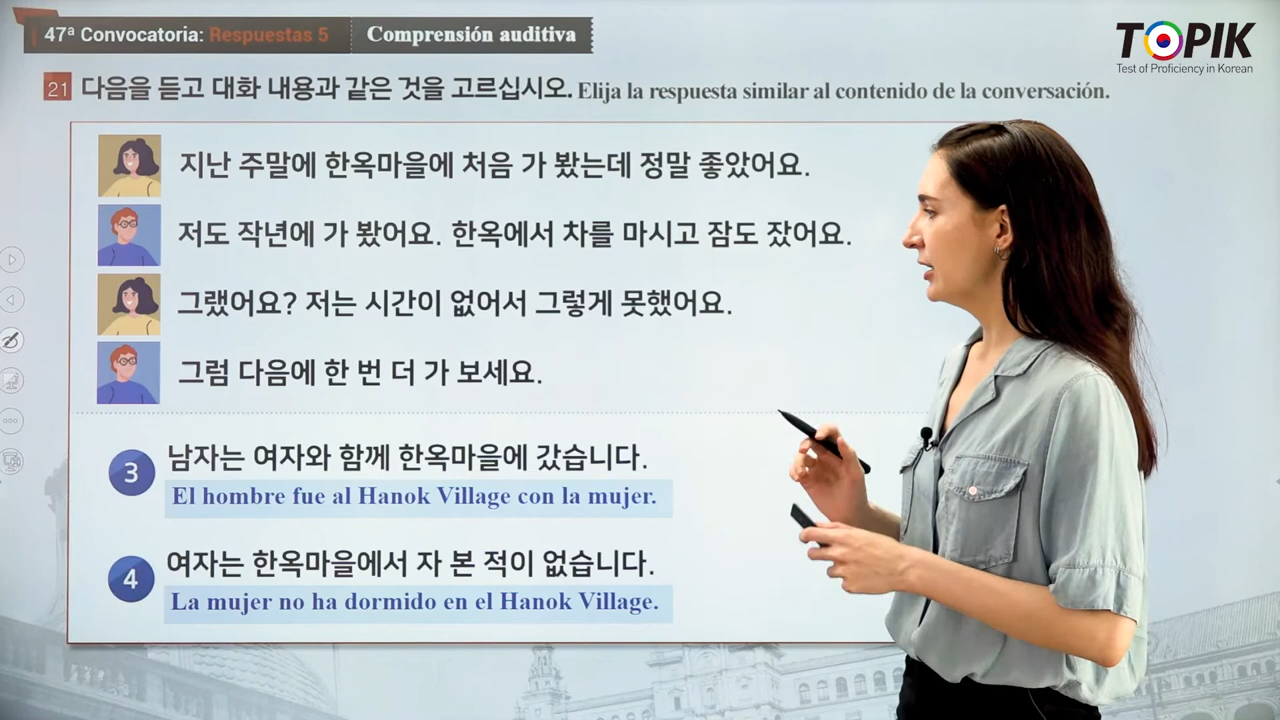 47ª Convocatoria: Respuestas 5 Comprensión auditiva
TOPIK
Test of Proficiency in Korean
21 다음을 듣고 대화 내용과 같은 것을 고르십시오. Elija la respuesta similar al contenido de la conversación.
지난 주말에 한옥마을에 처음 가 봤는데 정말 좋았어요.
저도 작년에 가 봤어요. 한옥에서 차를 마시고 잠도 잤어요.
그랬어요? 저는 시간이 없어서 그렇게 못했어요.
그럼 다음에 한 번 더 가 보세요.
3 남자는 여자와 함께 한옥마을에 갔습니다.
El hombre fue al Hanok Village con la mujer.
4 여자는 한옥마을에서 자 본 적이 없습니다.
La mujer no ha dormido en el Hanok Village.